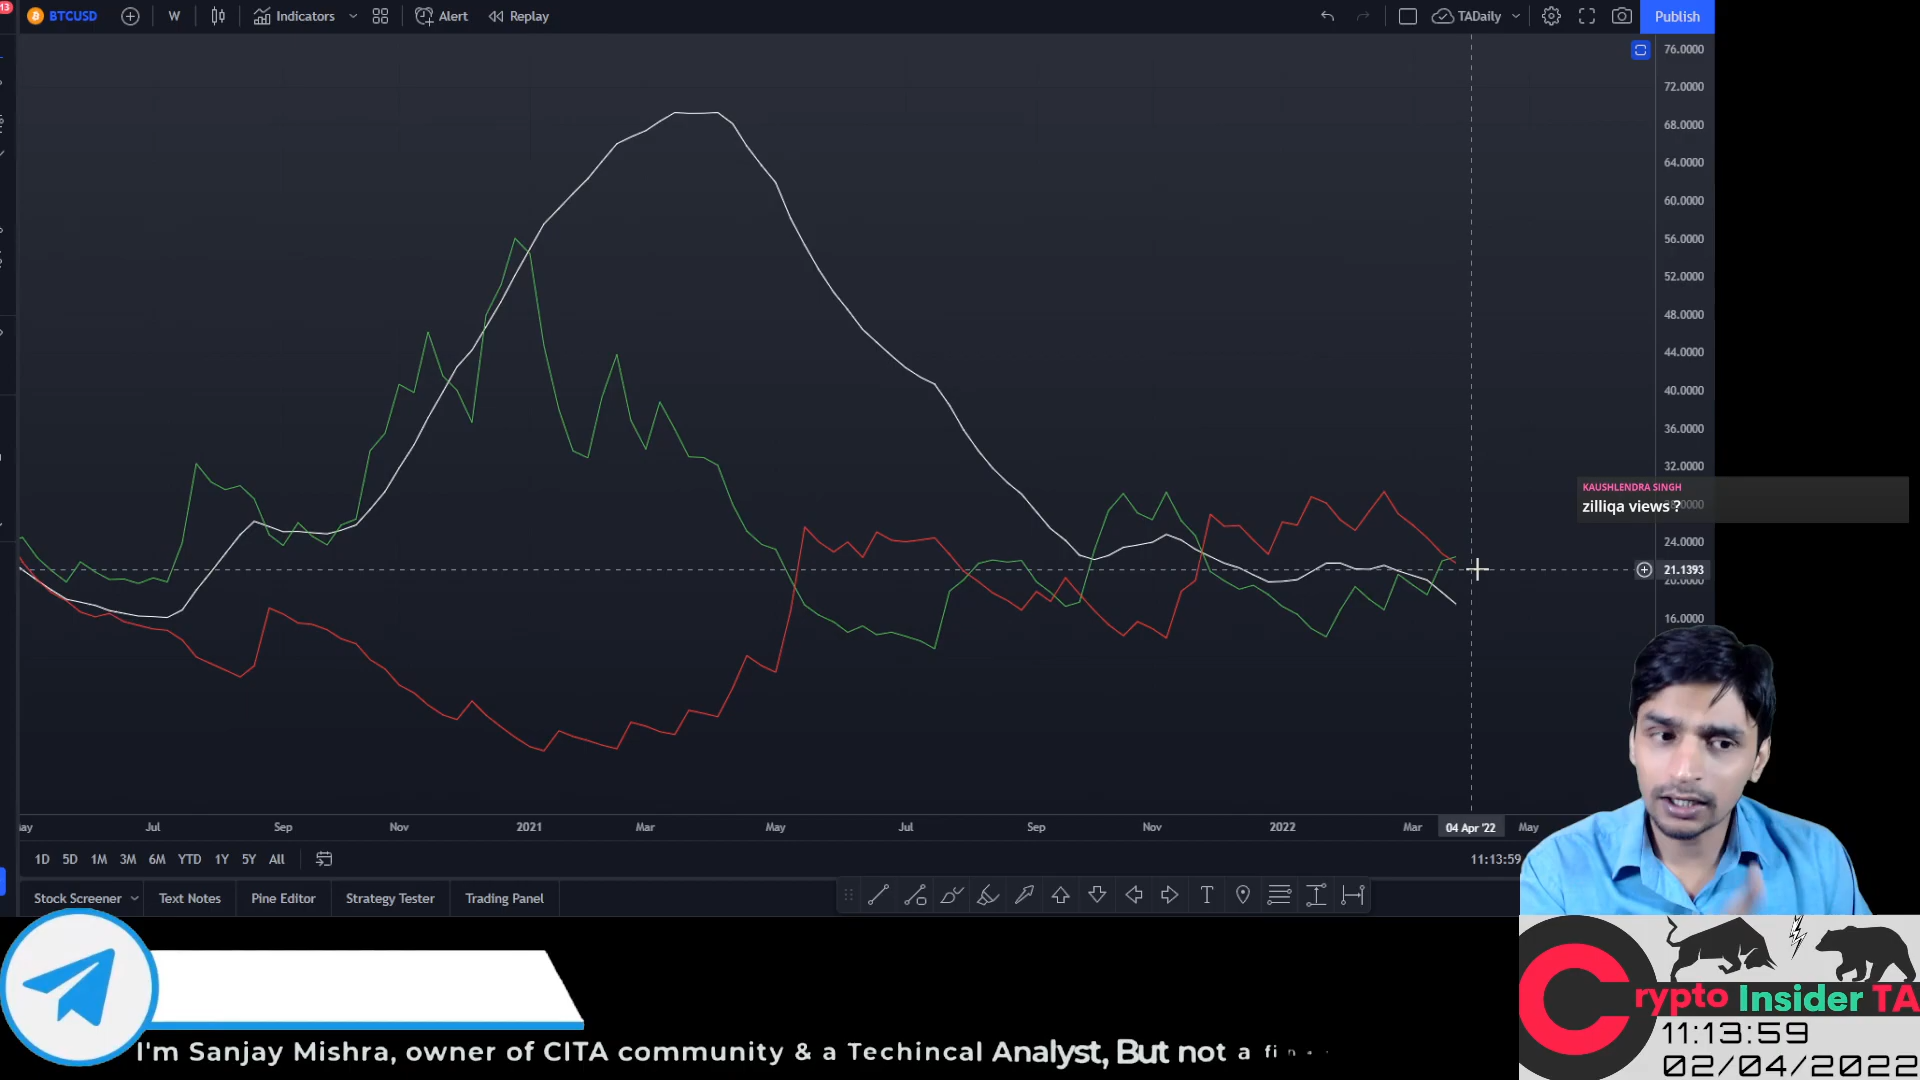 13
BTCUSD
W
Indicators
Alert
Replay
TADaily
Publish
76.0000
72.0000
68.0000
64.0000
60.0000
56.0000
52.0000
48.0000
44.0000
40.0000
36.0000
32.0000
KAUSHLENDRA SINGH
zilliqa views ?
24.0000
21.1393
16.0000
ay
Jul
Sep
Nov
2021
Mar
May
Jul
Sep
Nov
2022
Mar
04 Apr '22
May
1D 5D 1M 3M 6M YTD 1Y 5Y All
11:13:59
Stock Screener
Text Notes
Pine Editor
Strategy Tester
Trading Panel
T
I'm Sanjay Mishra, owner of CITA community & a Techincal Analyst, But not a fin
Crypto Insider TA
11:13:59
02/04/2022